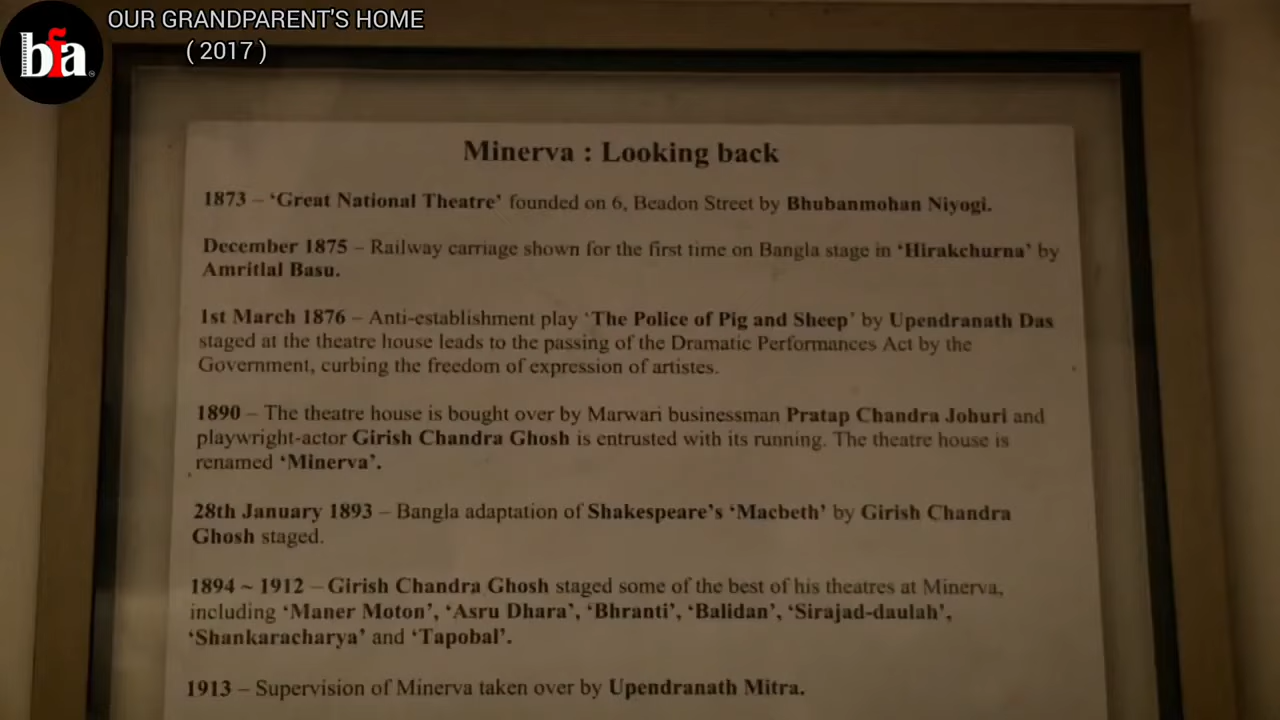 OUR GRANDPARENT'S HOME
( 2017 )
bfa
Minerva : Looking back
1873 – ‘Great National Theatre’ founded on 6, Beadon Street by Bhubanmohan Niyogi.
December 1875 – Railway carriage shown for the first time on Bangla stage in ‘Hirakchurna’ by
Amritlal Basu.
1st March 1876 – Anti-establishment play ‘The Police of Pig and Sheep’ by Upendranath Das
staged at the theatre house leads to the passing of the Dramatic Performances Act by the
Government, curbing the freedom of expression of artistes.
1890 – The theatre house is bought over by Marwari businessman Pratap Chandra Johuri and
playwright-actor Girish Chandra Ghosh is entrusted with its running. The theatre house is
renamed ‘Minerva’.
28th January 1893 – Bangla adaptation of Shakespeare’s ‘Macbeth’ by Girish Chandra
Ghosh staged.
1894 ~ 1912 – Girish Chandra Ghosh staged some of the best of his theatres at Minerva,
including ‘Maner Moton’, ‘Asru Dhara’, ‘Bhranti’, ‘Balidan’, ‘Sirajad-daulah’,
‘Shankaracharya’ and ‘Tapobal’.
1913 – Supervision of Minerva taken over by Upendranath Mitra.